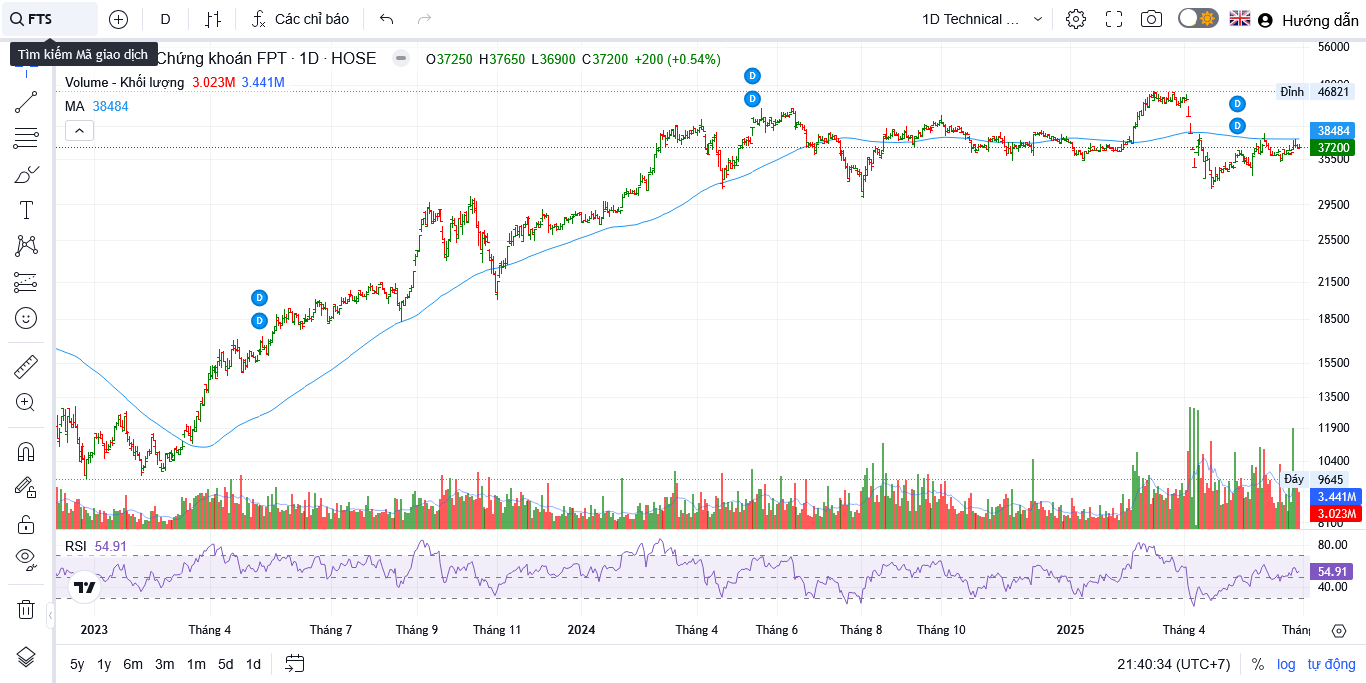 FTS
D
Các chỉ báo
1D Technical ...
Hướng dẫn
Tìm kiếm Mã giao dịch
Chứng khoán FPT · 1D · HOSE
O37250 H37650 L36900 C37200 +200 (+0.54%)
Volume - Khối lượng 3.023M 3.441M
MA 38484
D
D
D
D
D
D
56000
Đỉnh 46821
38484
37200
33500
29500
25500
21500
18500
15500
13500
11900
10400
Đáy 9645
3.441M
3.023M
8100
RSI 54.91
80.00
54.91
40.00
2023 Tháng 4 Tháng 7 Tháng 9 Tháng 11 2024 Tháng 4 Tháng 6 Tháng 8 Tháng 10 2025 Tháng 4 Thán
5y 1y 6m 3m 1m 5d 1d
21:40:34 (UTC+7) % log tự động